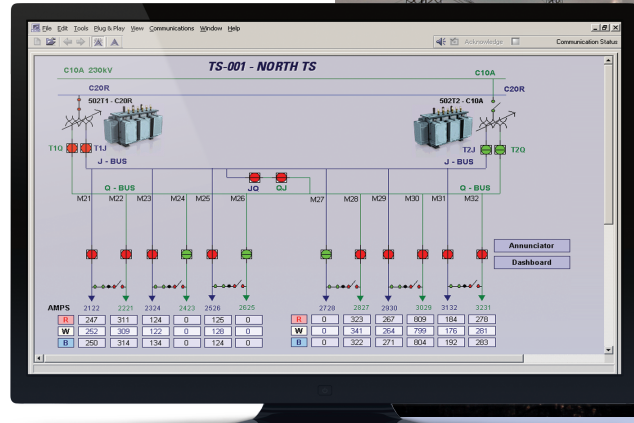 File Edit Tools Plug & Play View Communications Window Help
Acknowledge Communication Status
TS-001 - NORTH TS
C10A 230kV C10A
C20R C20R
502T1 - C20R 502T2 - C10A
T1Q T1J T2J T2Q
J - BUS J - BUS
JQ QJ
Q - BUS Q - BUS
M21 M22 M23 M24 M25 M26 M27 M28 M29 M30 M31 M32
Annunciator
Dashboard
AMPS 2122 2221 2324 2423 2526 2625 2728 2827 2930 3029 3132 3231
R 247 311 124 0 125 0 R 0 323 267 809 184 278
W 252 309 122 0 128 0 W 0 341 264 799 176 281
B 250 314 134 0 124 0 B 0 322 271 804 192 283